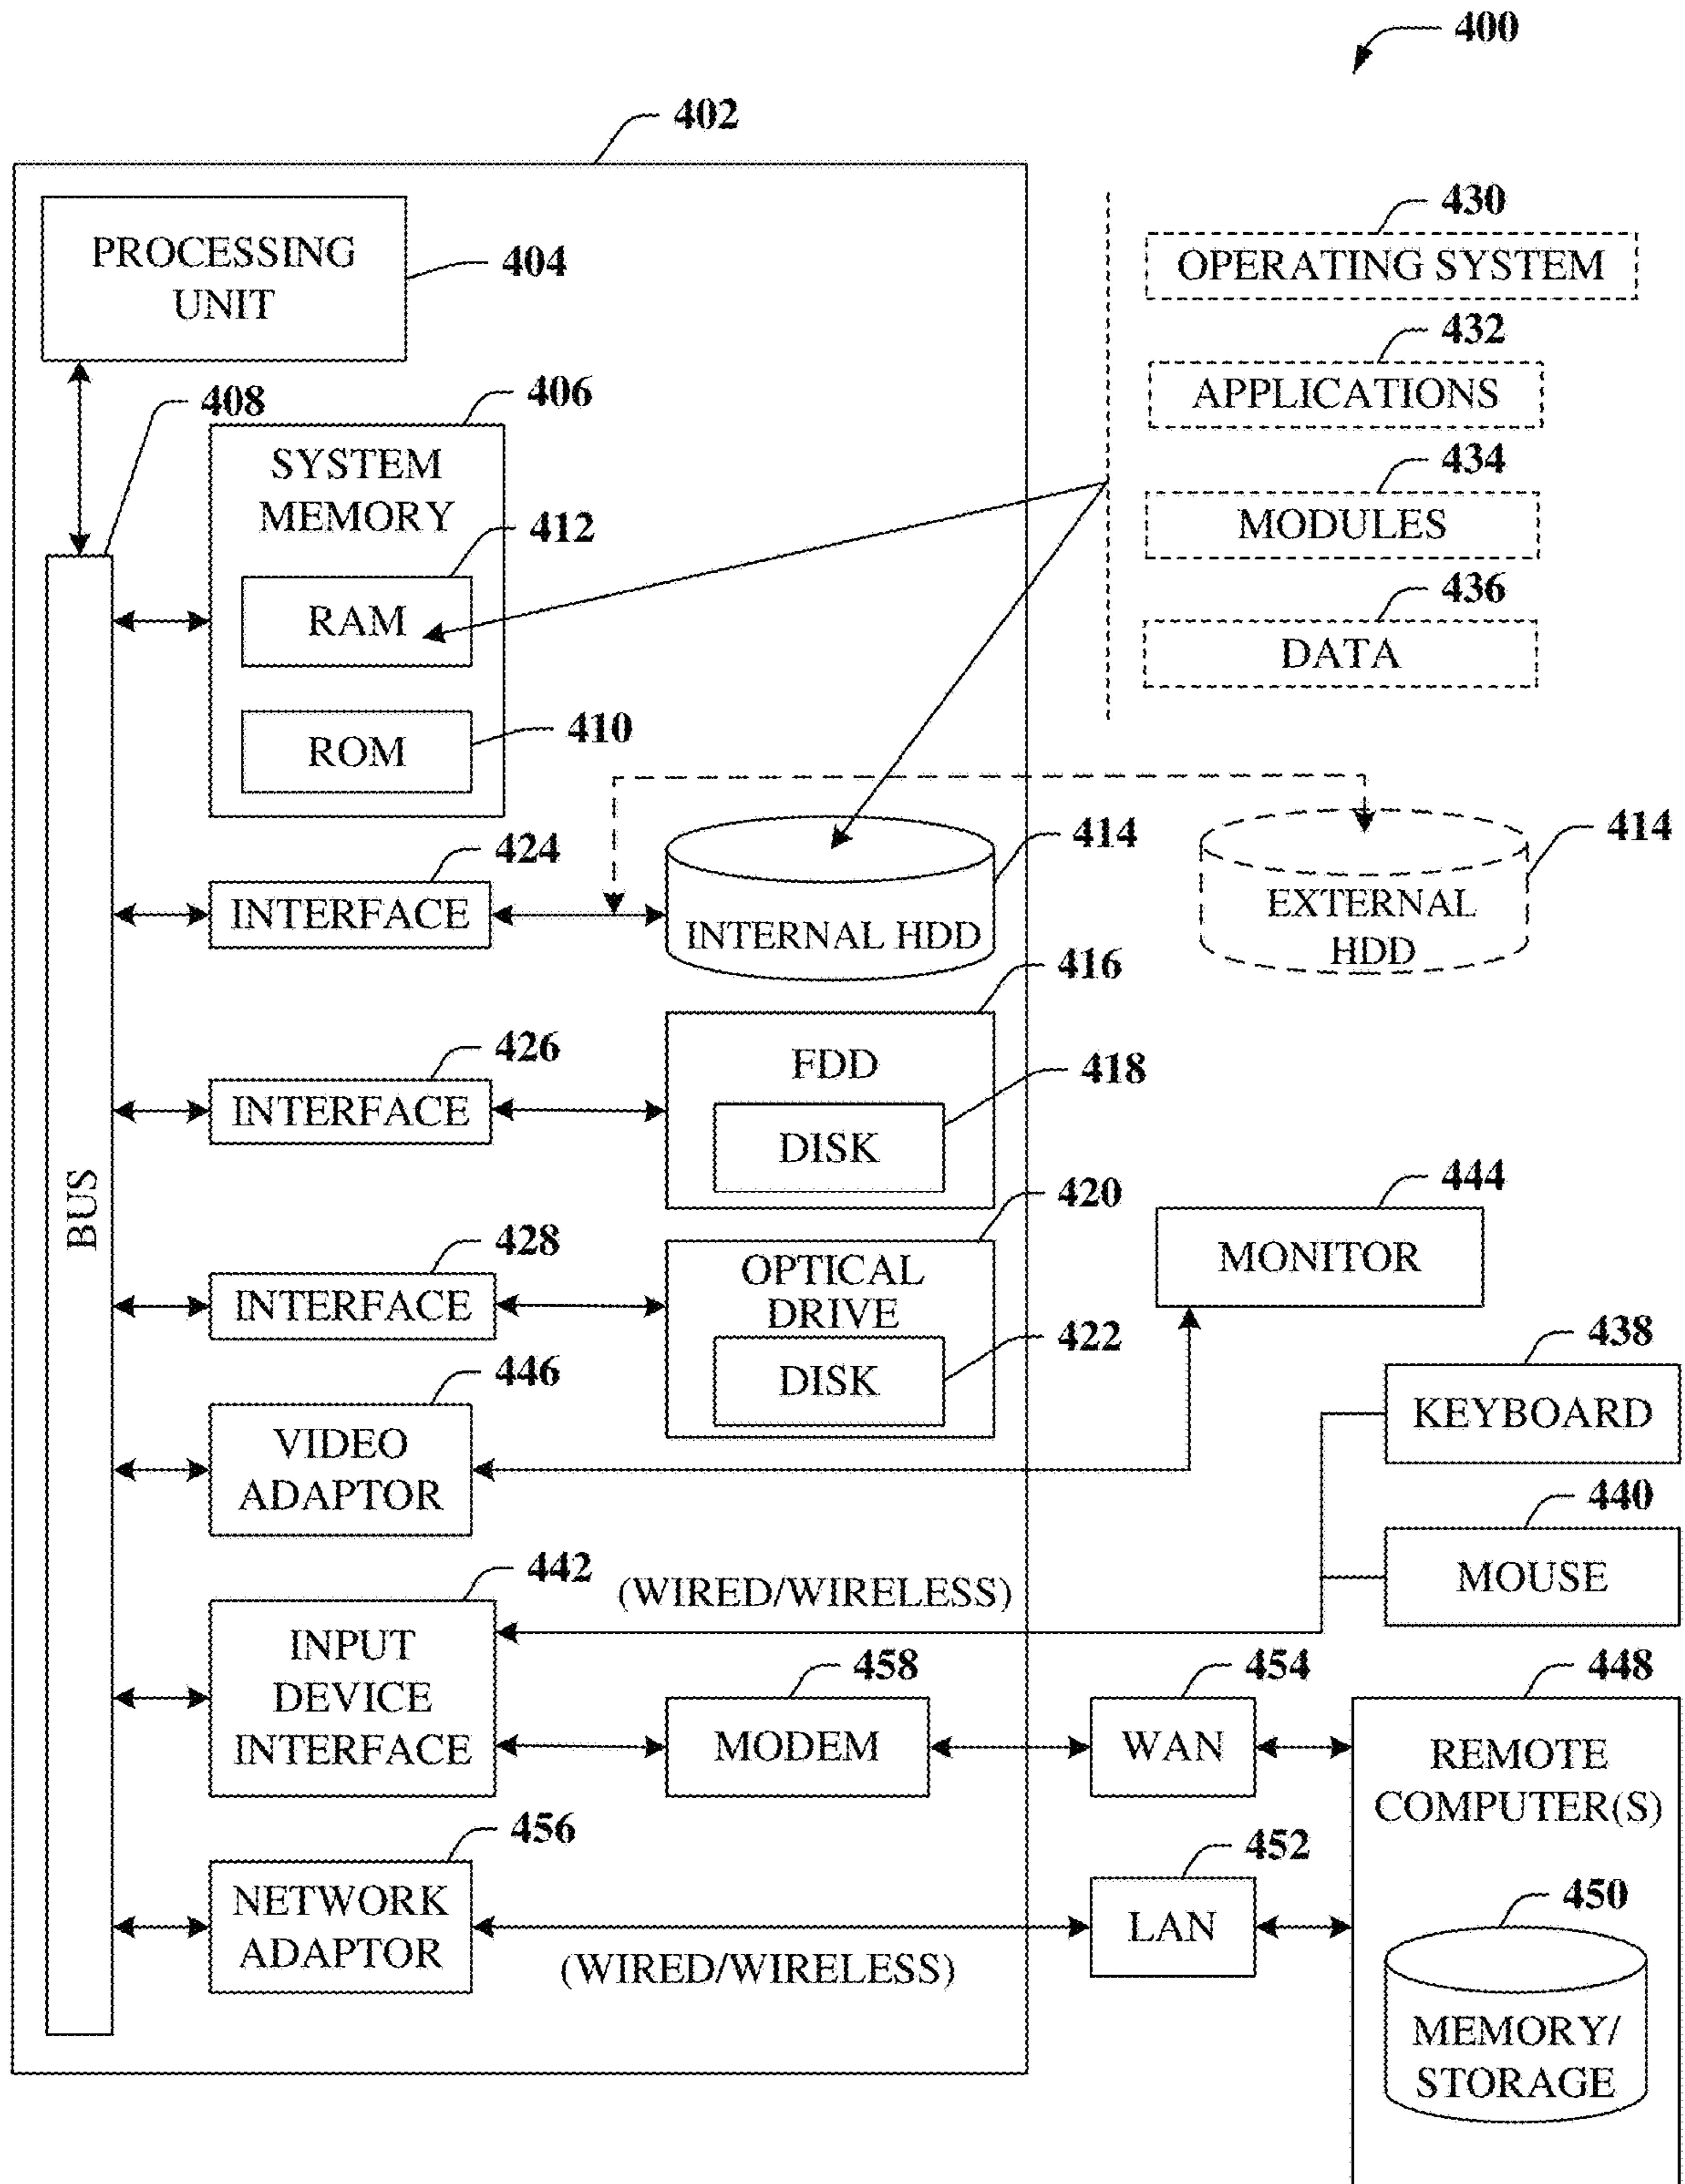 400
402
PROCESSING
UNIT
404
430
OPERATING SYSTEM
432
APPLICATIONS
434
MODULES
436
DATA
408
406
SYSTEM
MEMORY
412
RAM
410
ROM
BUS
424
INTERFACE
414
INTERNAL HDD
414
EXTERNAL
HDD
426
INTERFACE
416
FDD
418
DISK
428
INTERFACE
420
OPTICAL
DRIVE
422
DISK
444
MONITOR
446
VIDEO
ADAPTOR
438
KEYBOARD
440
MOUSE
442
(WIRED/WIRELESS)
INPUT
DEVICE
INTERFACE
458
MODEM
454
WAN
448
REMOTE
COMPUTER(S)
456
NETWORK
ADAPTOR
(WIRED/WIRELESS)
452
LAN
450
MEMORY/
STORAGE